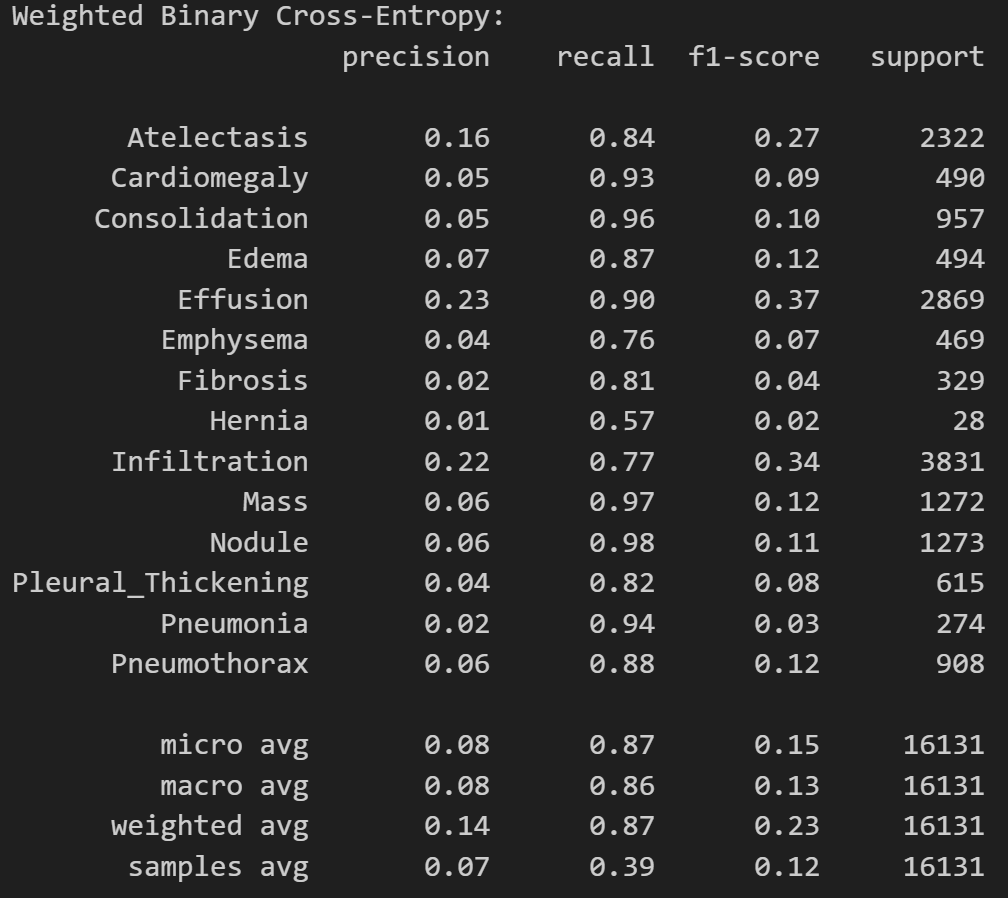 Weighted Binary Cross-Entropy:
precision recall f1-score support
Atelectasis 0.16 0.84 0.27 2322
Cardiomegaly 0.05 0.93 0.09 490
Consolidation 0.05 0.96 0.10 957
Edema 0.07 0.87 0.12 494
Effusion 0.23 0.90 0.37 2869
Emphysema 0.04 0.76 0.07 469
Fibrosis 0.02 0.81 0.04 329
Hernia 0.01 0.57 0.02 28
Infiltration 0.22 0.77 0.34 3831
Mass 0.06 0.97 0.12 1272
Nodule 0.06 0.98 0.11 1273
Pleural_Thickening 0.04 0.82 0.08 615
Pneumonia 0.02 0.94 0.03 274
Pneumothorax 0.06 0.88 0.12 908
micro avg 0.08 0.87 0.15 16131
macro avg 0.08 0.86 0.13 16131
weighted avg 0.14 0.87 0.23 16131
samples avg 0.07 0.39 0.12 16131